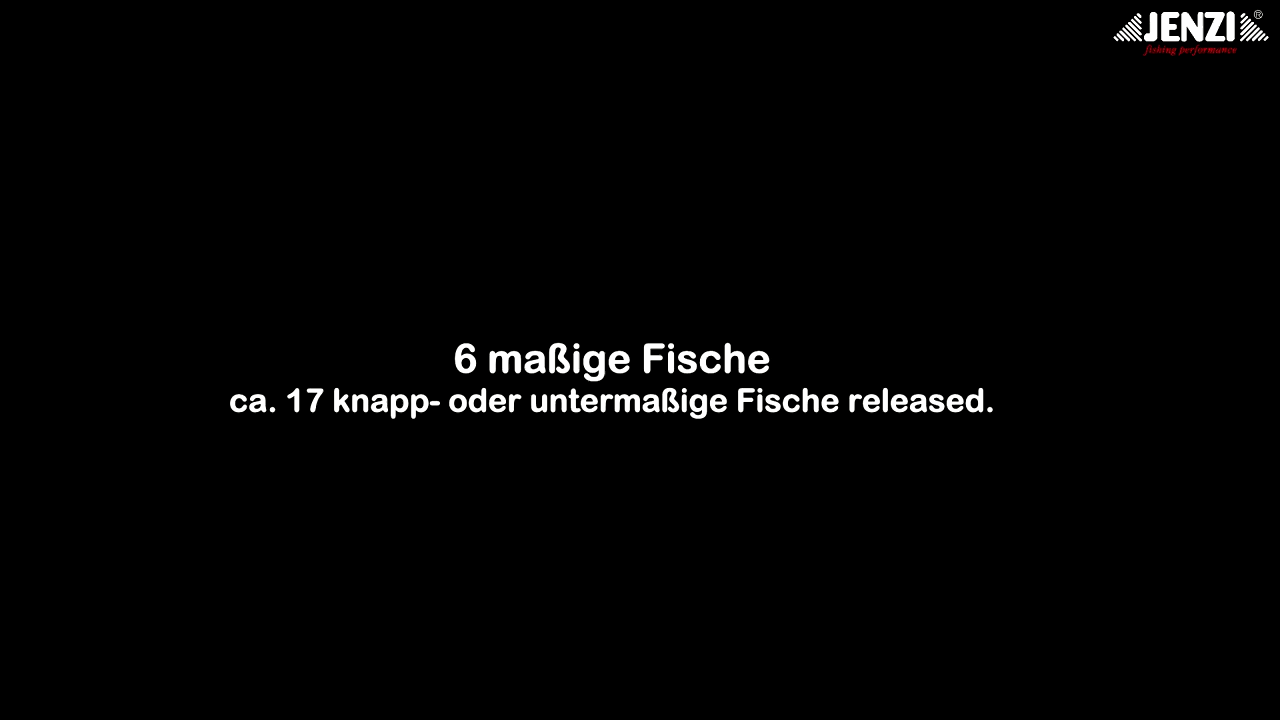 JENZI®
fishing performance
6 maßige Fische
ca. 17 knapp- oder untermaßige Fische released.